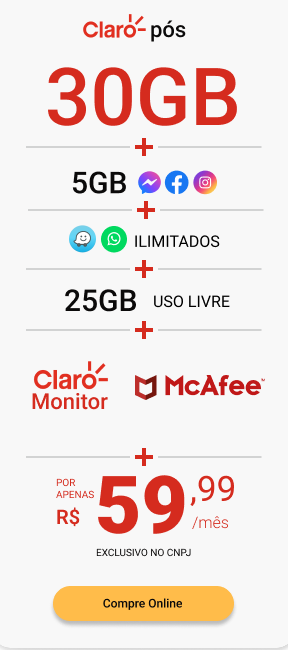 Claro pós
30GB
5GB
ILIMITADOS
25GB USO LIVRE
Claro Monitor
McAfee
POR APENAS
R$ 59,99 /mês
EXCLUSIVO NO CNPJ
Compre Online